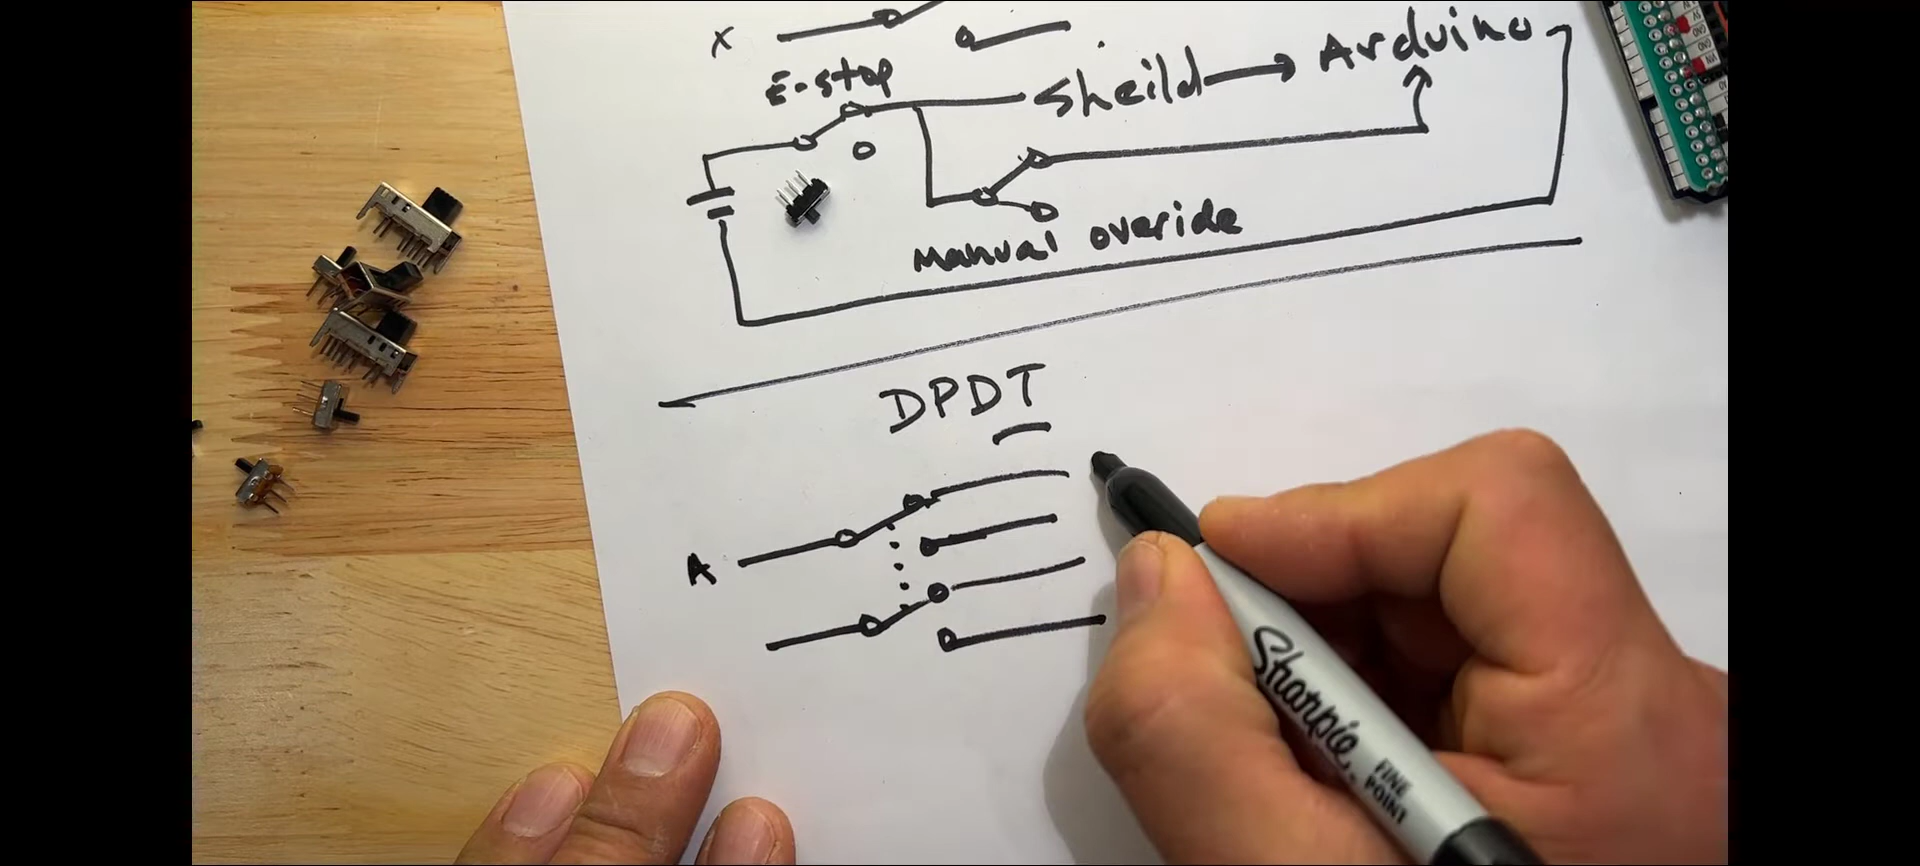 X
E-stop
Sheild → Arduino
Manual overide
DPDT
A
Sharpie.
FINE
POINT